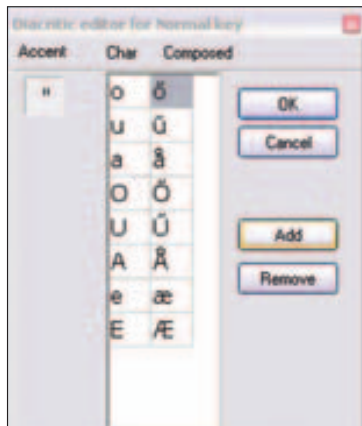 Diacritic editor for Normal key
Accent Char Composed
" o ő
u ű
a å
O Ő
U Ű
A Å
e æ
E Æ
OK
Cancel
Add
Remove